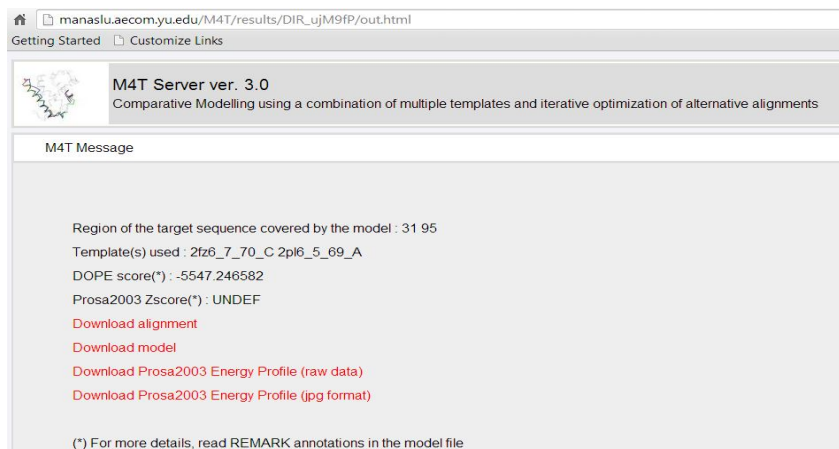 manaslu.aecom.yu.edu/M4T/results/DIR_ujM9fP/out.html
Getting Started Customize Links
M4T Server ver. 3.0
Comparative Modelling using a combination of multiple templates and iterative optimization of alternative alignments
M4T Message
Region of the target sequence covered by the model : 31 95
Template(s) used : 2fz6_7_70_C 2pl6_5_69_A
DOPE score(*) : -5547.246582
Prosa2003 Zscore(*) : UNDEF
Download alignment
Download model
Download Prosa2003 Energy Profile (raw data)
Download Prosa2003 Energy Profile (jpg format)
(*) For more details, read REMARK annotations in the model file